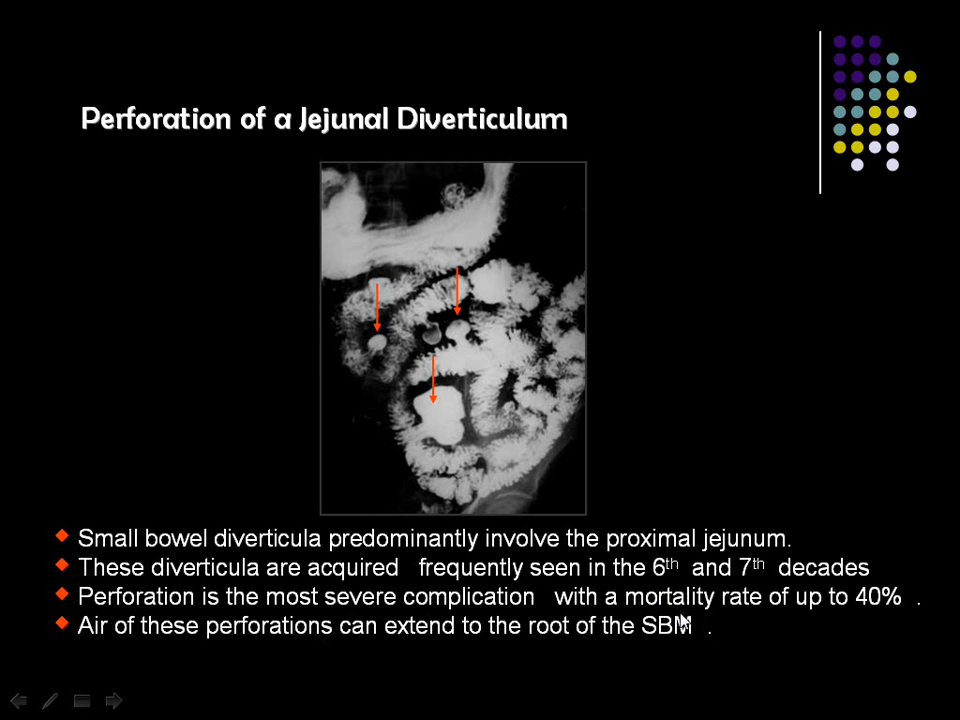 Perforation of a Jejunal Diverticulum
Small bowel diverticula predominantly involve the proximal jejunum.
These diverticula are acquired frequently seen in the 6th and 7th decades
Perforation is the most severe complication with a mortality rate of up to 40% .
Air of these perforations can extend to the root of the SBM .